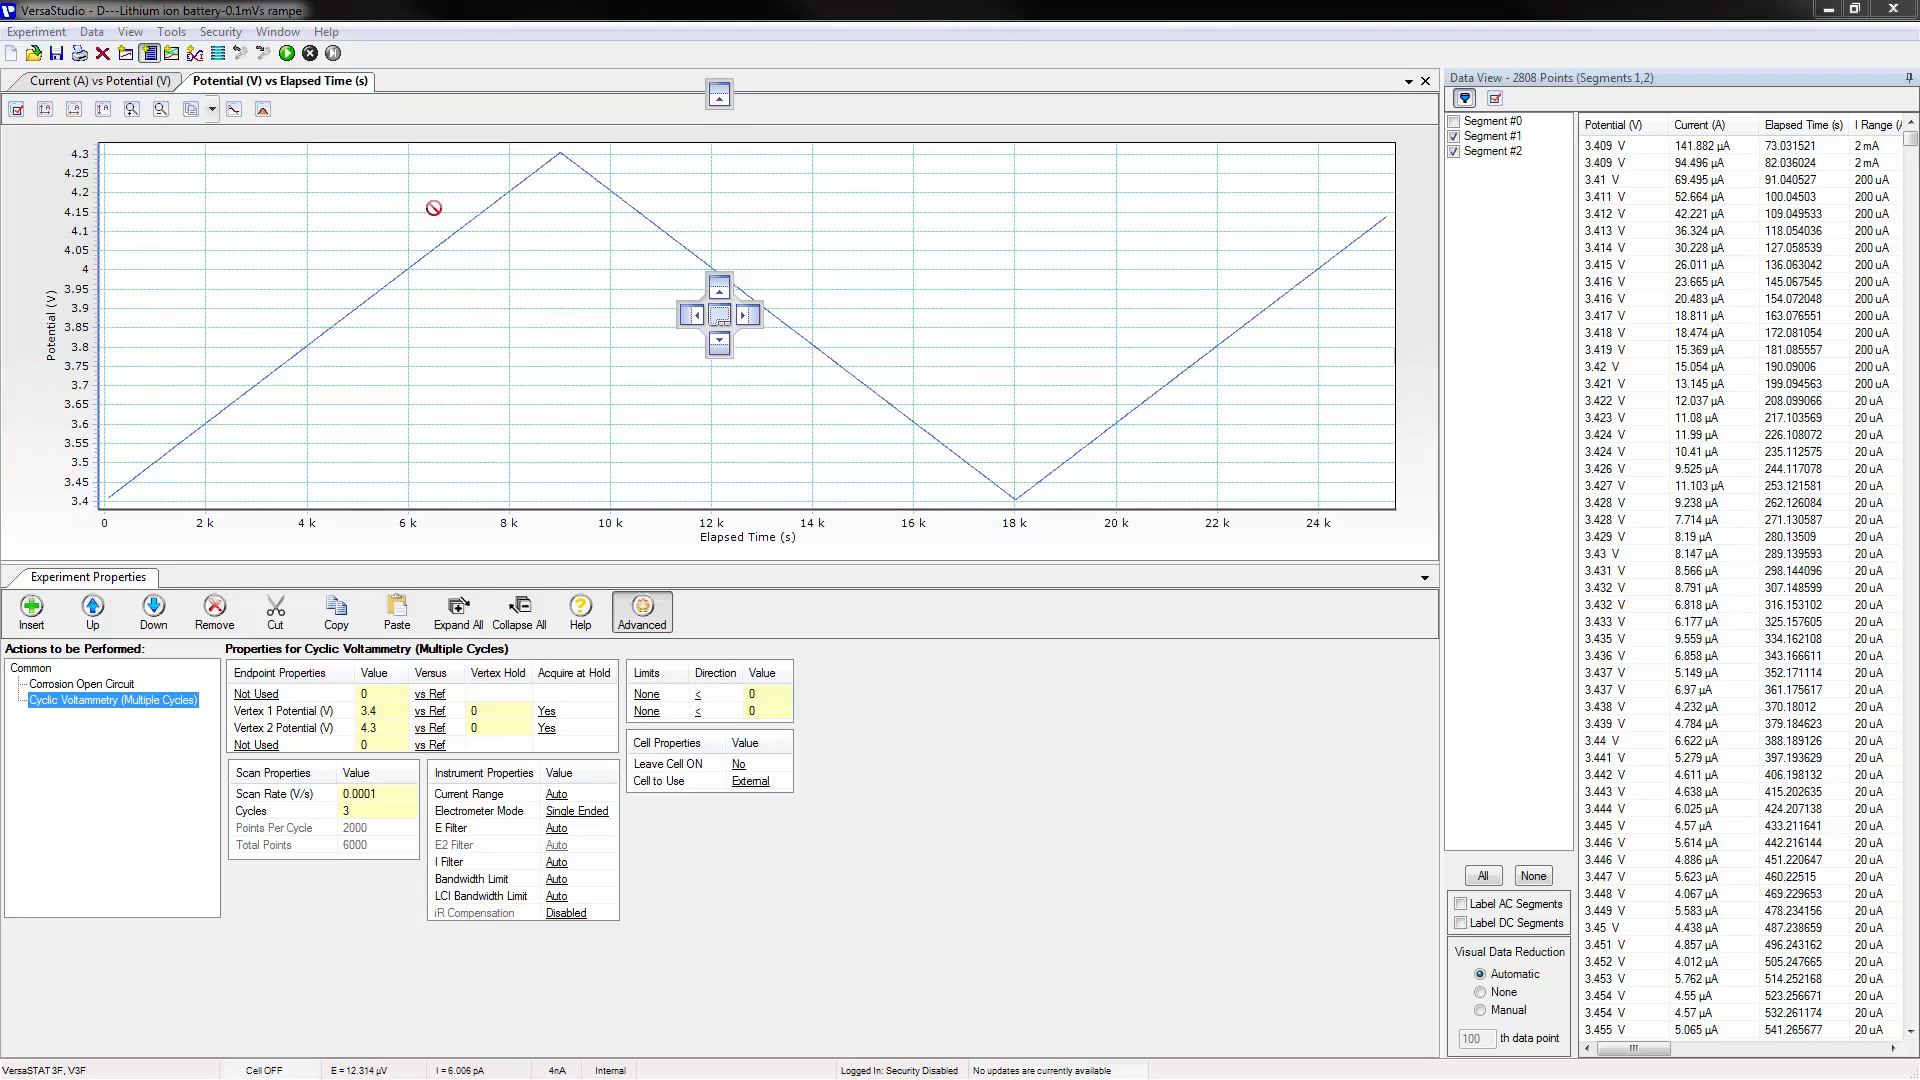 VersaStudio - D---Lithium ion battery-0.1mVs rampe
Experiment Data View Tools Security Window Help
Current (A) vs Potential (V)
Potential (V) vs Elapsed Time (s)
4.3
4.25
4.2
4.15
4.1
4.05
4
3.95
3.9
3.85
3.8
3.75
3.7
3.65
3.6
3.55
3.5
3.45
3.4
Potential (V)
0 2 k 4 k 6 k 8 k 10 k 12 k 14 k 16 k 18 k 20 k 22 k 24 k
Elapsed Time (s)
Experiment Properties
Insert Up Down Remove Cut Copy Paste Expand All Collapse All Help Advanced
Actions to be Performed:
Common
Corrosion Open Circuit
Cyclic Voltammetry (Multiple Cycles)
Properties for Cyclic Voltammetry (Multiple Cycles)
Endpoint Properties Value Versus Vertex Hold Acquire at Hold
Not Used 0 vs Ref
Vertex 1 Potential (V) 3.4 vs Ref 0 Yes
Vertex 2 Potential (V) 4.3 vs Ref 0 Yes
Not Used 0 vs Ref
Scan Properties Value
Scan Rate (V/s) 0.0001
Cycles 3
Points Per Cycle 2000
Total Points 6000
Instrument Properties Value
Current Range Auto
Electrometer Mode Single Ended
E Filter Auto
E2 Filter Auto
I Filter Auto
Bandwidth Limit Auto
LCI Bandwidth Limit Auto
iR Compensation Disabled
Limits Direction Value
None < 0
None < 0
Cell Properties Value
Leave Cell ON No
Cell to Use External
Data View - 2808 Points (Segments 1,2)
Segment #0
Segment #1
Segment #2
All None
Label AC Segments
Label DC Segments
Visual Data Reduction
Automatic
None
Manual
100 th data point
Potential (V) Current (A) Elapsed Time (s) I Range (
3.409 V 141.882 µA 73.031521 2 mA
3.409 V 94.496 µA 82.036024 2 mA
3.41 V 69.495 µA 91.040527 200 uA
3.411 V 52.664 µA 100.04503 200 uA
3.412 V 42.221 µA 109.049533 200 uA
3.413 V 36.324 µA 118.054036 200 uA
3.414 V 30.228 µA 127.058539 200 uA
3.415 V 26.011 µA 136.063042 200 uA
3.416 V 23.665 µA 145.067545 200 uA
3.416 V 20.483 µA 154.072048 200 uA
3.417 V 18.811 µA 163.076551 200 uA
3.418 V 18.474 µA 172.081054 200 uA
3.419 V 15.369 µA 181.085557 200 uA
3.42 V 15.054 µA 190.09006 200 uA
3.421 V 13.145 µA 199.094563 200 uA
3.422 V 12.037 µA 208.099066 20 uA
3.423 V 11.08 µA 217.103569 20 uA
3.424 V 11.99 µA 226.108072 20 uA
3.424 V 10.41 µA 235.112575 20 uA
3.426 V 9.525 µA 244.117078 20 uA
3.427 V 11.103 µA 253.121581 20 uA
3.428 V 9.238 µA 262.126084 20 uA
3.428 V 7.714 µA 271.130587 20 uA
3.429 V 8.19 µA 280.13509 20 uA
3.43 V 8.147 µA 289.139593 20 uA
3.431 V 8.566 µA 298.144096 20 uA
3.432 V 8.791 µA 307.148599 20 uA
3.432 V 6.818 µA 316.153102 20 uA
3.433 V 6.177 µA 325.157605 20 uA
3.435 V 9.559 µA 334.162108 20 uA
3.436 V 6.858 µA 343.166611 20 uA
3.437 V 5.149 µA 352.171114 20 uA
3.437 V 6.97 µA 361.175617 20 uA
3.438 V 4.232 µA 370.18012 20 uA
3.439 V 4.784 µA 379.184623 20 uA
3.44 V 6.622 µA 388.189126 20 uA
3.441 V 5.279 µA 397.193629 20 uA
3.442 V 4.611 µA 406.198132 20 uA
3.443 V 4.638 µA 415.202635 20 uA
3.444 V 6.025 µA 424.207138 20 uA
3.445 V 4.57 µA 433.211641 20 uA
3.446 V 5.614 µA 442.216144 20 uA
3.446 V 4.886 µA 451.220647 20 uA
3.447 V 5.623 µA 460.22515 20 uA
3.448 V 4.067 µA 469.229653 20 uA
3.449 V 5.583 µA 478.234156 20 uA
3.45 V 4.438 µA 487.238659 20 uA
3.451 V 4.857 µA 496.243162 20 uA
3.452 V 4.012 µA 505.247665 20 uA
3.453 V 5.762 µA 514.252168 20 uA
3.454 V 4.55 µA 523.256671 20 uA
3.454 V 4.57 µA 532.261174 20 uA
3.455 V 5.065 µA 541.265677 20 uA
VersaSTAT 3F, V3F Cell OFF E = 12.314 µV I = 6.006 pA 4nA Internal Logged In: Security Disabled No updates are currently available